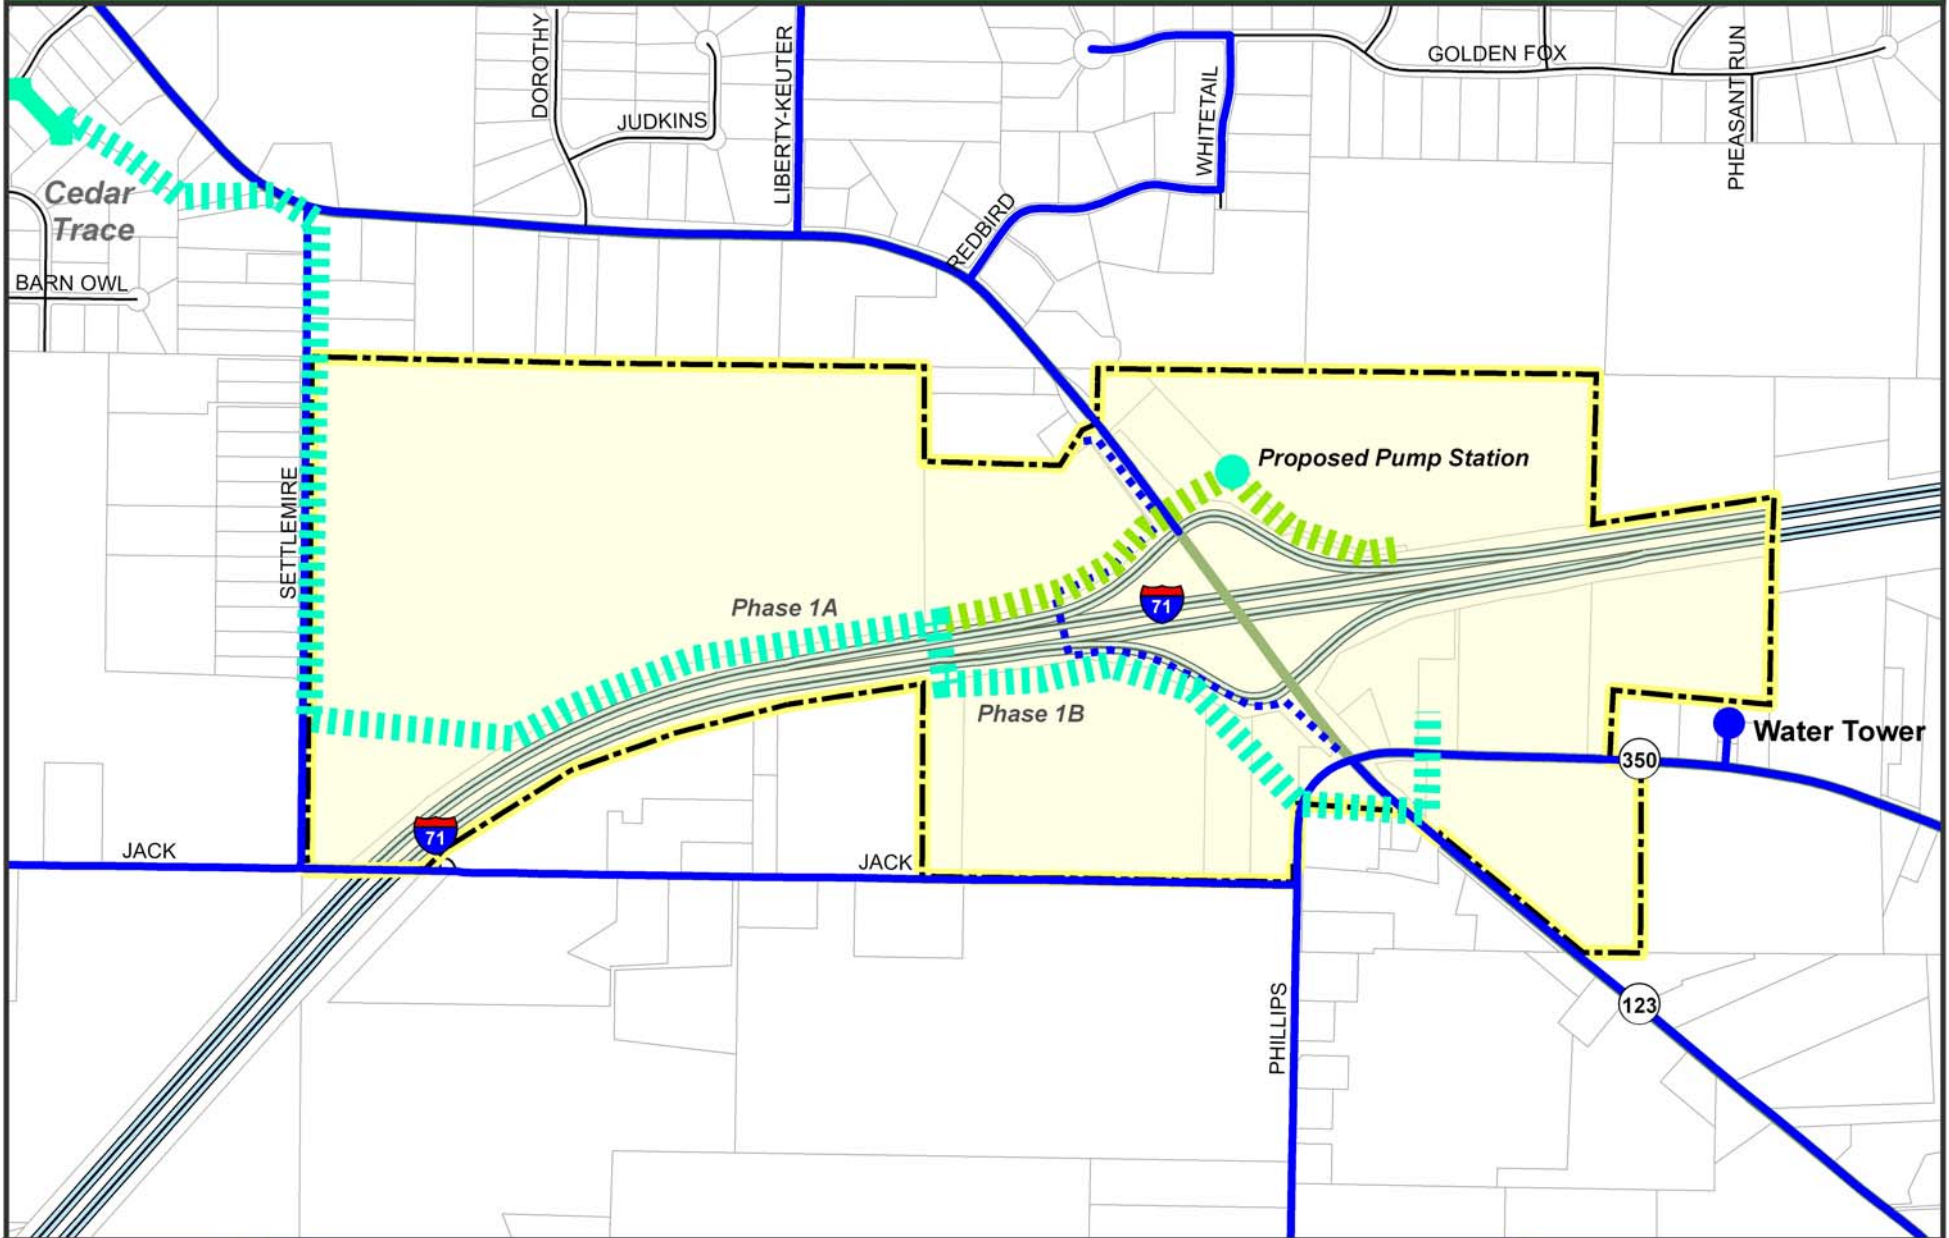 DOROTHY
JUDKINS
LIBERTY-KEUTER
WHITETAIL
GOLDEN FOX
PHEASANT RUN
Cedar
Trace
REDBIRD
BARN OWL
Proposed Pump Station
SETTLEMIRE
Phase 1A
71
Phase 1B
Water Tower
350
71
JACK
JACK
PHILLIPS
123